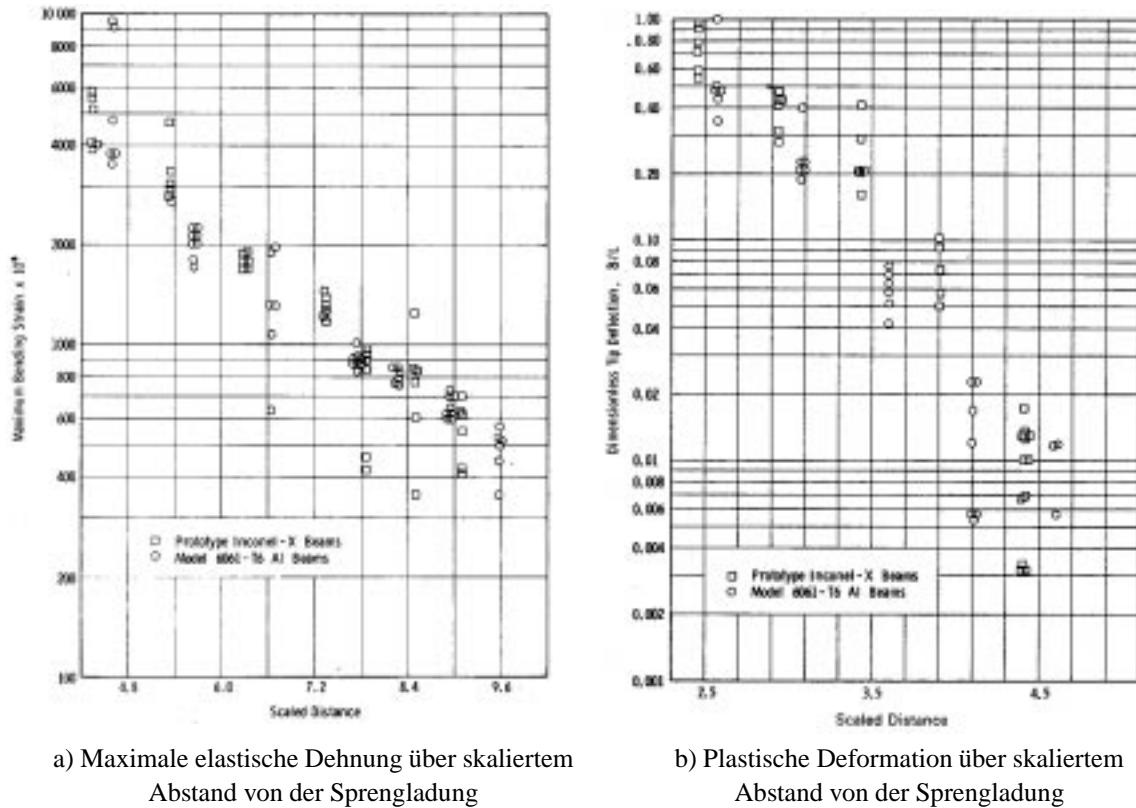 10 000
8000
6000
4000
2000
1000
800
600
400
200
100
Maximum Bending Strain x
Prototype Inconel-X Beams
Model 6061-T6 Al Beams
4.8 6.0 7.2 8.4 9.6
Scaled Distance
1.00
0.80
0.60
0.40
0.20
0.10
0.08
0.06
0.04
0.02
0.01
0.008
0.006
0.004
0.002
0.001
Dimensionless Tip Deflection,
Prototype Inconel-X Beams
Model 6061-T6 Al Beams
2.5 3.5 4.5
Scaled Distance
a) Maximale elastische Dehnung über skaliertem
Abstand von der Sprengladung
b) Plastische Deformation über skaliertem
Abstand von der Sprengladung